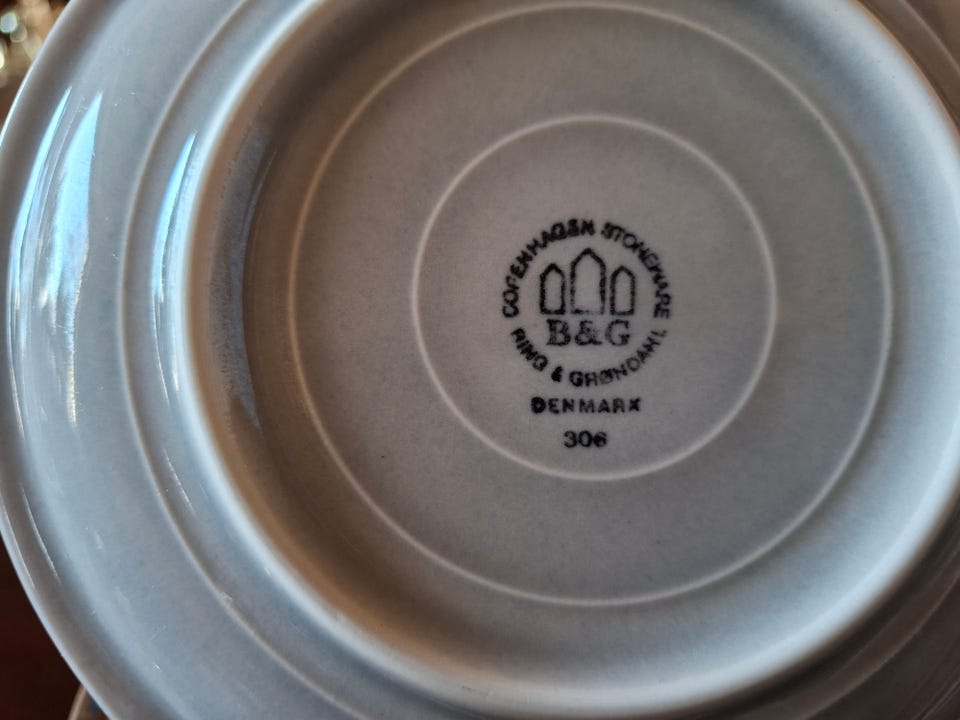 COPENHAGEN STONEWARE
B&G
BING & GRØNDAHL
DENMARK
306